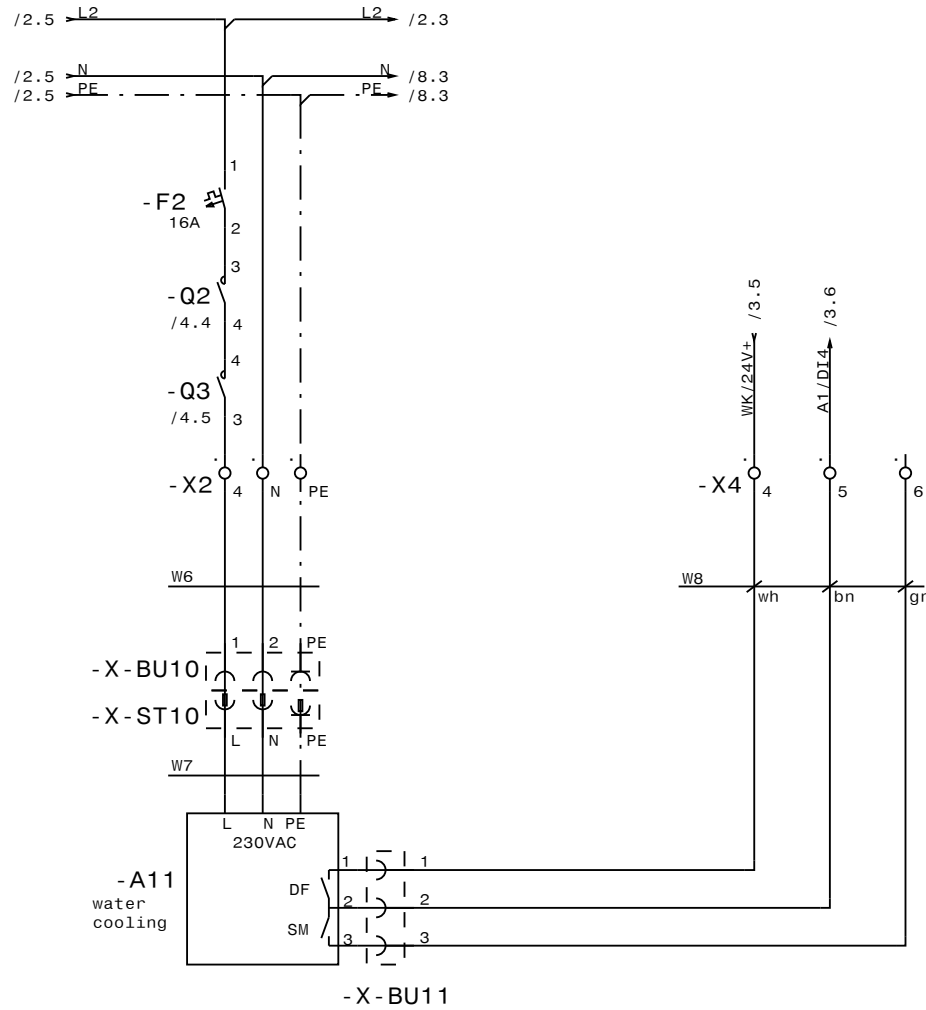 /2.5 L2 L2 /2.3
/2.5 N N /8.3
/2.5 PE PE /8.3
1
-F2
16A
2
3
-Q2
/4.4 4
4
-Q3
/4.5 3
/3.5 /3.6
WK/24V+ A1/DI4
-X2 4 N PE
-X4 4 5 6
W6
W8 wh bn gr
1 2 PE
-X-BU10
-X-ST10
L N PE
W7
L N PE
230VAC
-A11
water
cooling
DF
SM
1 1
2 2
3 3
-X-BU11